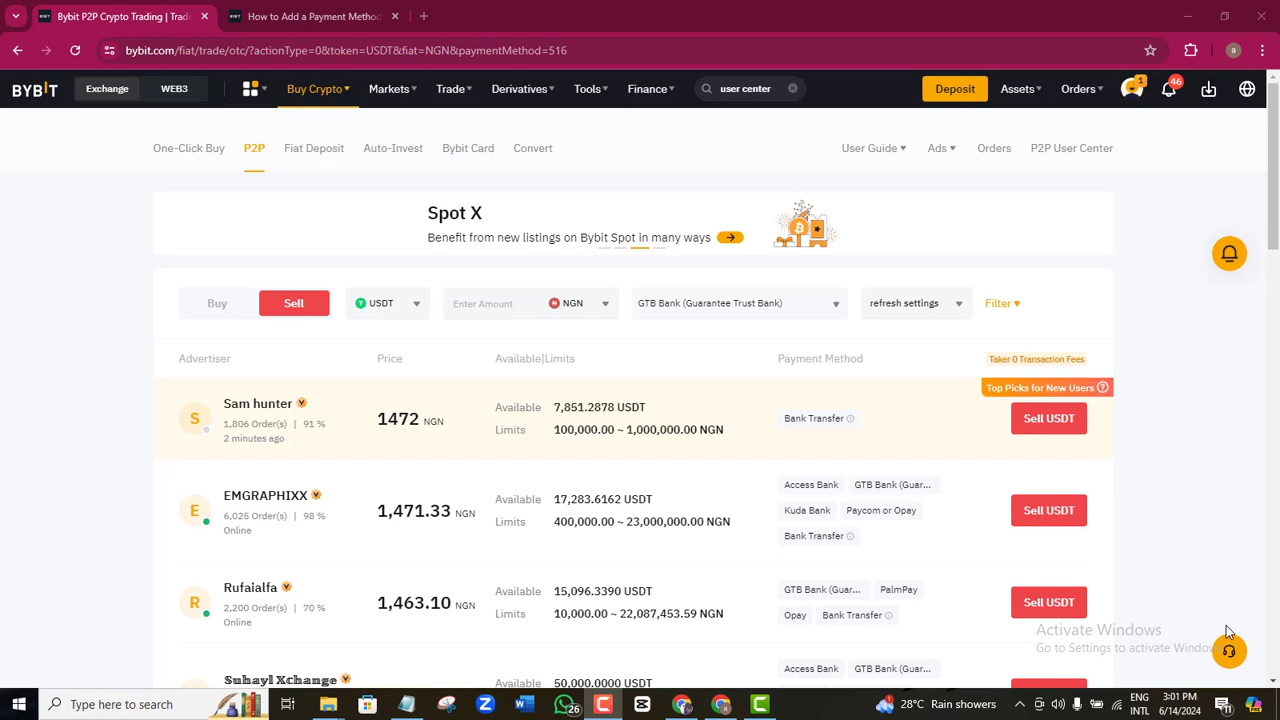 Bybit P2P Crypto Trading | Trade
How to Add a Payment Method
bybit.com/fiat/trade/otc/?actionType=0&token=USDT&fiat=NGN&paymentMethod=516
a
BYBIT
Exchange
WEB3
Buy Crypto
Markets
Trade
Derivatives
Tools
Finance
user center
Deposit
Assets
1
Orders
46
One-Click Buy
P2P
Fiat Deposit
Auto-Invest
Bybit Card
Convert
User Guide
Ads
Orders
P2P User Center
Spot X
Benefit from new listings on Bybit Spot in many ways
Buy
Sell
USDT
Enter Amount
NGN
GTB Bank (Guarantee Trust Bank)
refresh settings
Filter
Advertiser
Price
Available|Limits
Payment Method
Taker 0 Transaction Fees
Top Picks for New Users
S
Sam hunter
1,806 Order(s) | 91 %
2 minutes ago
1472 NGN
Available 7,851.2878 USDT
Limits 100,000.00 ~ 1,000,000.00 NGN
Bank Transfer
Sell USDT
E
EMGRAPHIXX
6,025 Order(s) | 98 %
Online
1,471.33 NGN
Available 17,283.6162 USDT
Limits 400,000.00 ~ 23,000,000.00 NGN
Access Bank GTB Bank (Guar...
Kuda Bank Paycom or Opay
Bank Transfer
Sell USDT
R
Rufaialfa
2,200 Order(s) | 70 %
Online
1,463.10 NGN
Available 15,096.3390 USDT
Limits 10,000.00 ~ 22,087,453.59 NGN
GTB Bank (Guar... PalmPay
Opay Bank Transfer
Sell USDT
Activate Windows
Go to Settings to activate Window
𝕊𝕦𝕙𝕒𝕪𝕝 𝕏𝕔𝕙𝕒𝕟𝕘𝕖
Available 50,000.0000 USDT
Access Bank GTB Bank (Guar...
Type here to search
26
28°C Rain showers
ENG
INTL
3:01 PM
6/14/2024
11